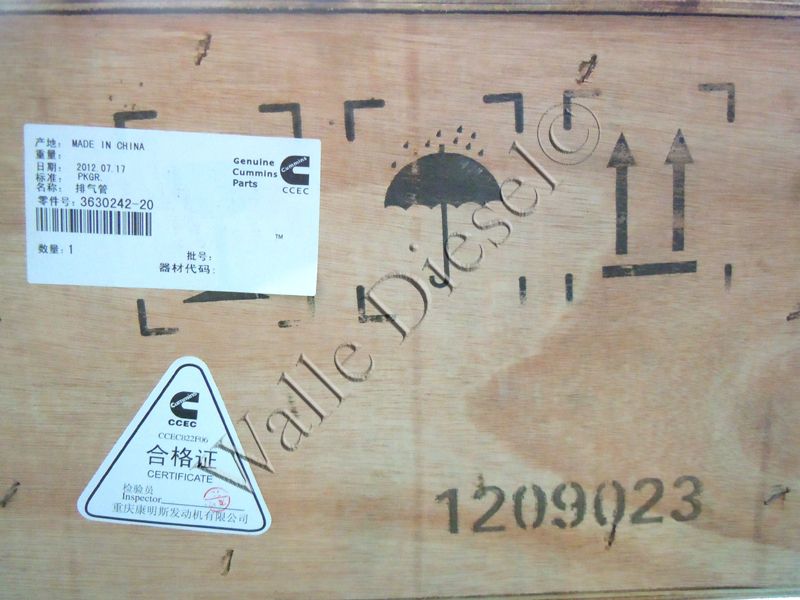 产地: MADE IN CHINA
重量:
日期: 2012.07.17
标准: PKGR.
名称: 排气管
零件号: 3630242-20
数量: 1
批号:
器材代码:
Genuine
Cummins
Parts
Cummins
CCEC
TM
Cummins
CCEC
CCEC822F06
合格证
CERTIFICATE
检验员
Inspector
重庆康明斯发动机有限公司
1209023
Walle Diesel©